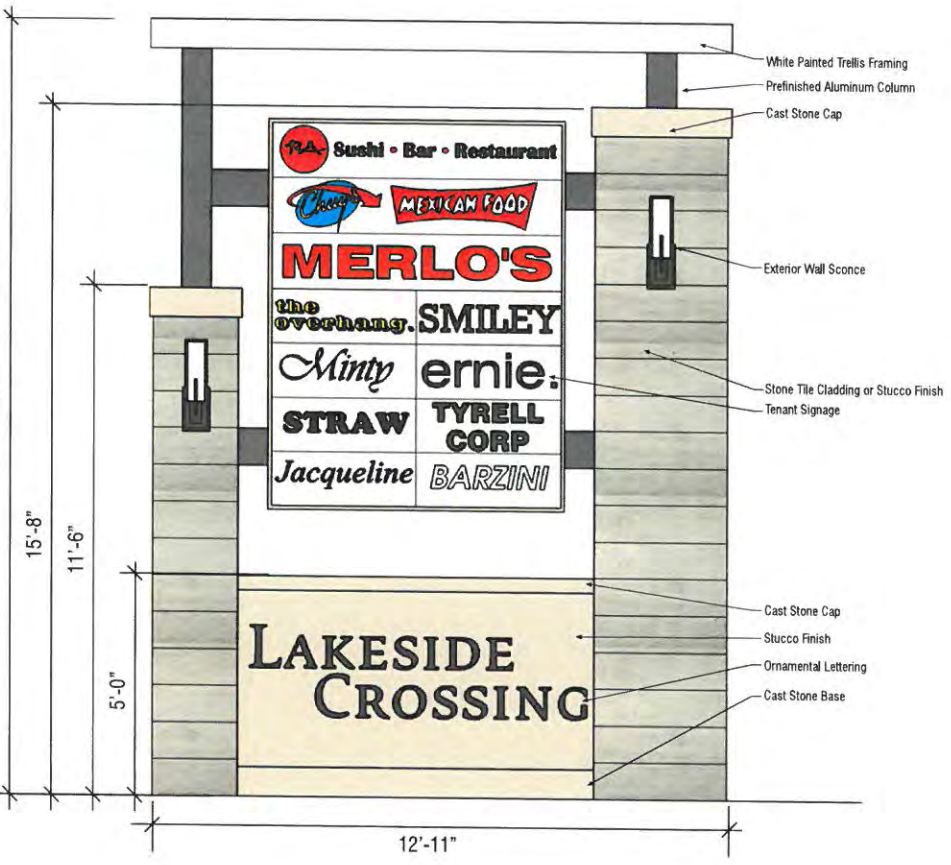 White Painted Trellis Framing
Prefinished Aluminum Column
Cast Stone Cap
Sushi • Bar • Restaurant
Chuy's MEXICAN FOOD
MERLO'S
Exterior Wall Sconce
the
overhang.
SMILEY
Minty
ernie.
Stone Tile Cladding or Stucco Finish
Tenant Signage
STRAW
TYRELL
CORP
Jacqueline
BARZINI
15'-8"
11'-6"
5'-0"
Cast Stone Cap
Stucco Finish
LAKESIDE
CROSSING
Ornamental Lettering
Cast Stone Base
12'-11"